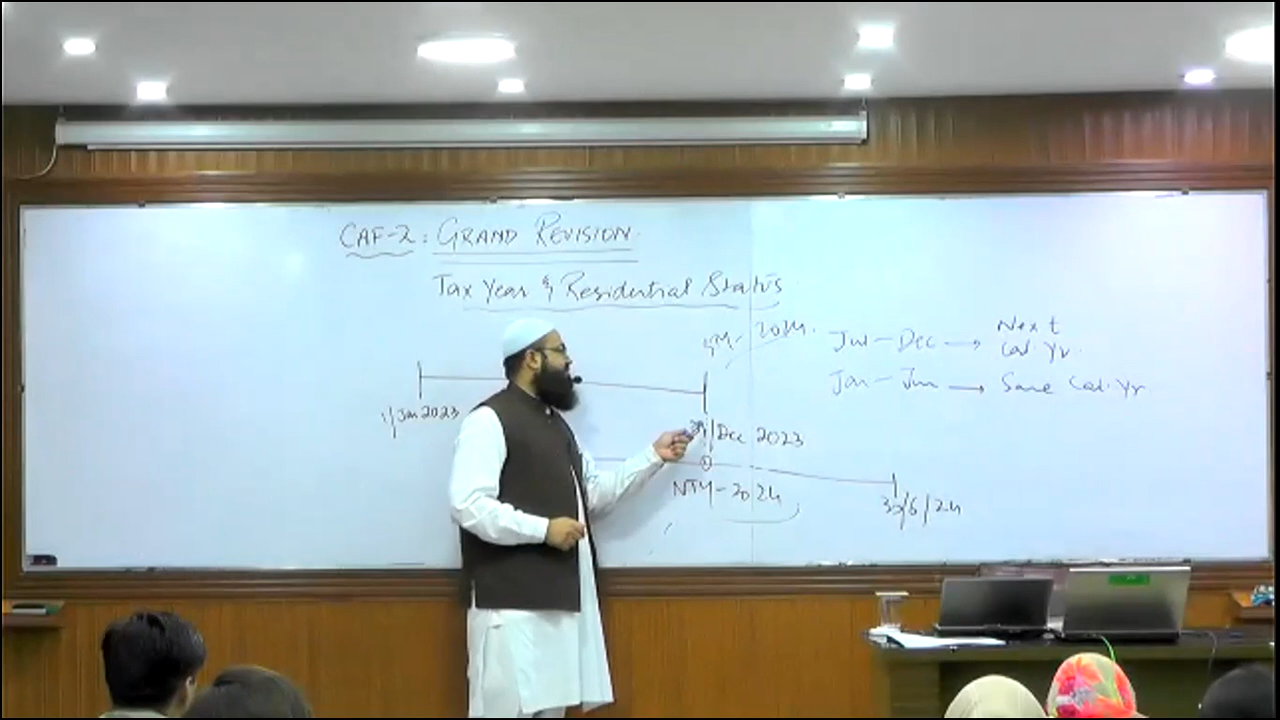 CAF-2: GRAND REVISION
Tax Year & Residential Status
Jul - Dec → Next Cal Yr.
Jan - Jun → Same Cal Yr
1/Jan 2023
31/Dec 2023
NTY - 2024
30/6/24